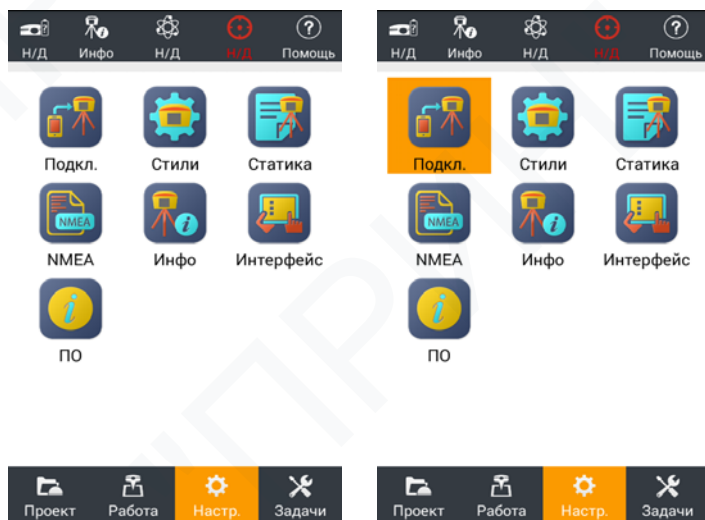 Н/Д Инфо Н/Д Н/Д Помощь
Подкл. Стили Статика
NMEA
NMEA Инфо Интерфейс
ПО
Проект Работа Настр. Задачи
Н/Д Инфо Н/Д Н/Д Помощь
Подкл. Стили Статика
NMEA
NMEA Инфо Интерфейс
ПО
Проект Работа Настр. Задачи